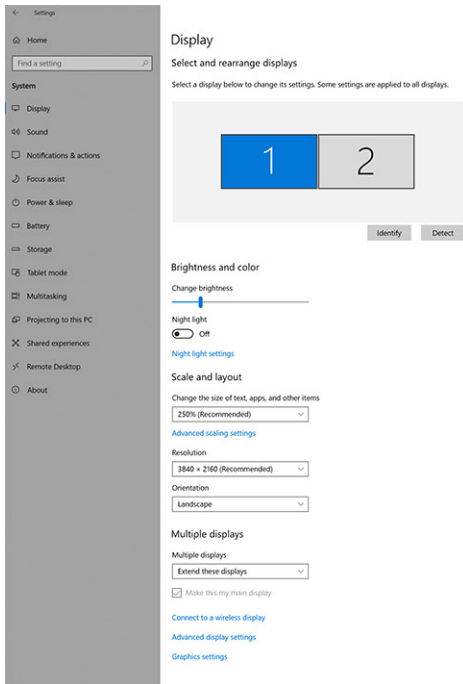 Settings
Home
Find a setting
System
Display
Sound
Notifications & actions
Focus assist
Power & sleep
Battery
Storage
Tablet mode
Multitasking
Projecting to this PC
Shared experiences
Remote Desktop
About
Display
Select and rearrange displays
Select a display below to change its settings. Some settings are applied to all displays.
1 2
Identify Detect
Brightness and color
Change brightness
Night light
Off
Night light settings
Scale and layout
Change the size of text, apps, and other items
250% (Recommended)
Advanced scaling settings
Resolution
3840 × 2160 (Recommended)
Orientation
Landscape
Multiple displays
Multiple displays
Extend these displays
Make this my main display
Connect to a wireless display
Advanced display settings
Graphics settings